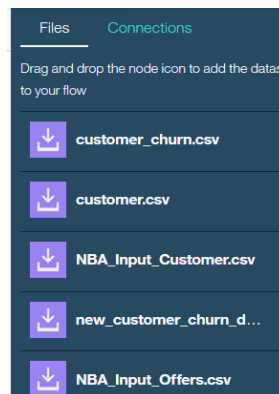 Files Connections
Drag and drop the node icon to add the datas
to your flow
customer_churn.csv
customer.csv
NBA_Input_Customer.csv
new_customer_churn_d...
NBA_Input_Offers.csv